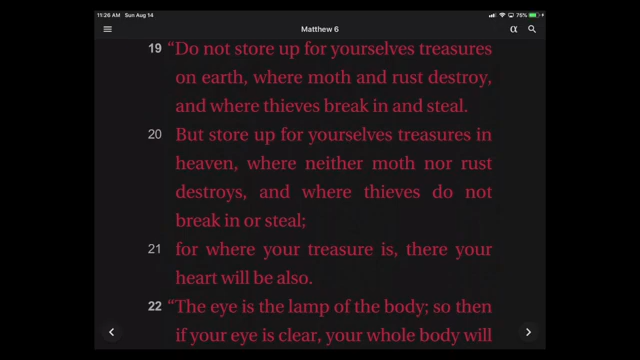 11:26 AM Sun Aug 14 75%
Matthew 6 α
19 “Do not store up for yourselves treasures
on earth, where moth and rust destroy,
and where thieves break in and steal.
20 But store up for yourselves treasures in
heaven, where neither moth nor rust
destroys, and where thieves do not
break in or steal;
21 for where your treasure is, there your
heart will be also.
22 “The eye is the lamp of the body; so then
if your eye is clear, your whole body will